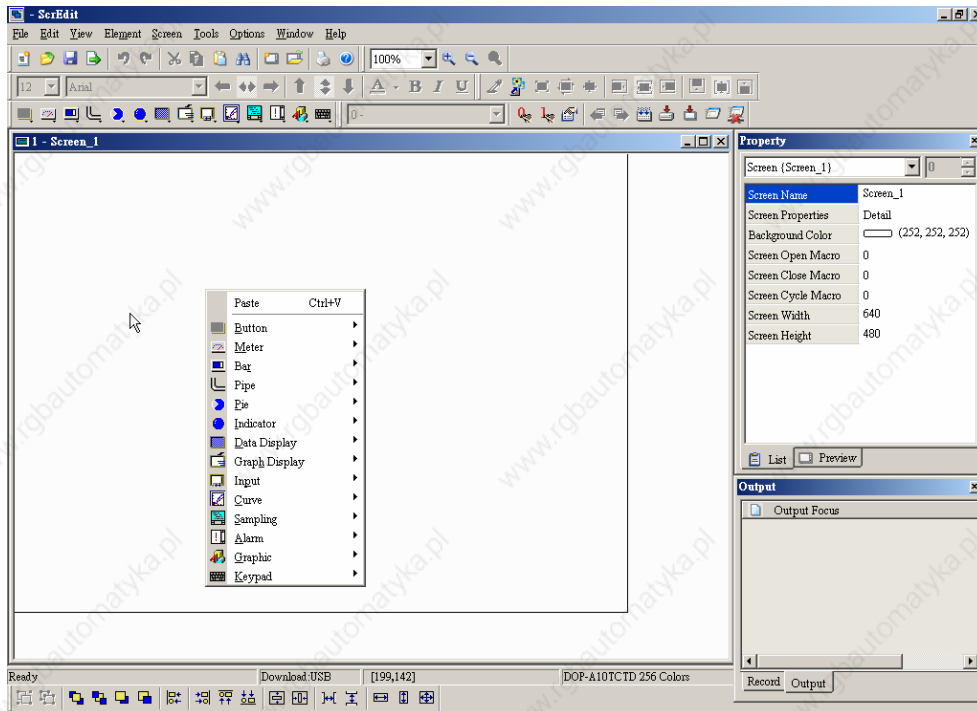 - ScrEdit
File Edit View Element Screen Tools Options Window Help
100%
12 Arial
A B I U
0 -
1 - Screen_1
Paste Ctrl+V
Button
Meter
Bar
Pipe
Pie
Indicator
Data Display
Graph Display
Input
Curve
Sampling
Alarm
Graphic
Keypad
Property
Screen {Screen_1} 0
Screen Name Screen_1
Screen Properties Detail
Background Color (252, 252, 252)
Screen Open Macro 0
Screen Close Macro 0
Screen Cycle Macro 0
Screen Width 640
Screen Height 480
List Preview
Output
Output Focus
Record Output
Ready Download:USB [199,142] DOP-A10TCTD 256 Colors
www.rgbautomatyka.pl